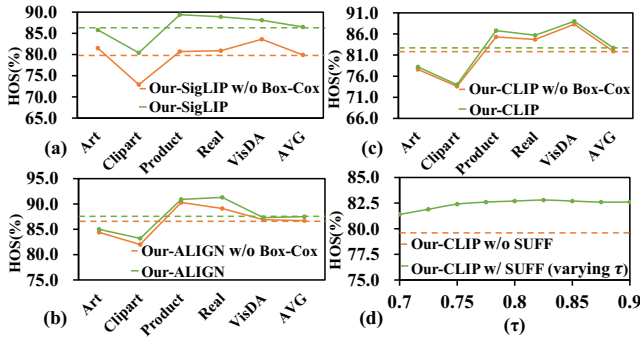 HOS(%)
90.0
85.0
80.0
75.0
70.0
65.0
60.0
Our-SigLIP w/o Box-Cox
Our-SigLIP
(a)
Art
Clipart
Product
Real
VisDA
AVG
HOS(%)
91.0
86.0
81.0
76.0
71.0
66.0
61.0
Our-CLIP w/o Box-Cox
Our-CLIP
(c)
Art
Clipart
Product
Real
VisDA
AVG
HOS(%)
95.0
90.0
85.0
80.0
75.0
Our-ALIGN w/o Box-Cox
Our-ALIGN
(b)
Art
Clipart
Product
Real
VisDA
AVG
HOS(%)
85
82.5
80
77.5
75
Our-CLIP w/o SUFF
Our-CLIP w/ SUFF (varying τ)
(d)
0.7 0.75 0.8 0.85 0.9
(τ)